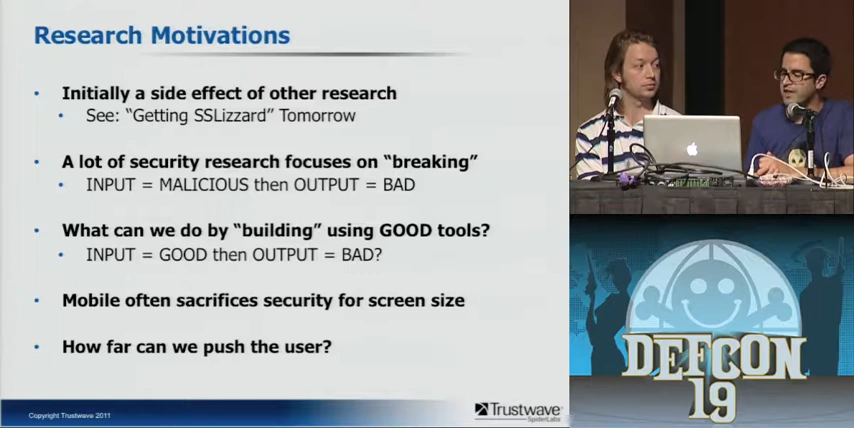 Research Motivations
• Initially a side effect of other research
• See: “Getting SSLizzard” Tomorrow
• A lot of security research focuses on “breaking”
• INPUT = MALICIOUS then OUTPUT = BAD
• What can we do by “building” using GOOD tools?
• INPUT = GOOD then OUTPUT = BAD?
• Mobile often sacrifices security for screen size
• How far can we push the user?
Copyright Trustwave 2011
Trustwave
SpiderLabs
DEFCON
19